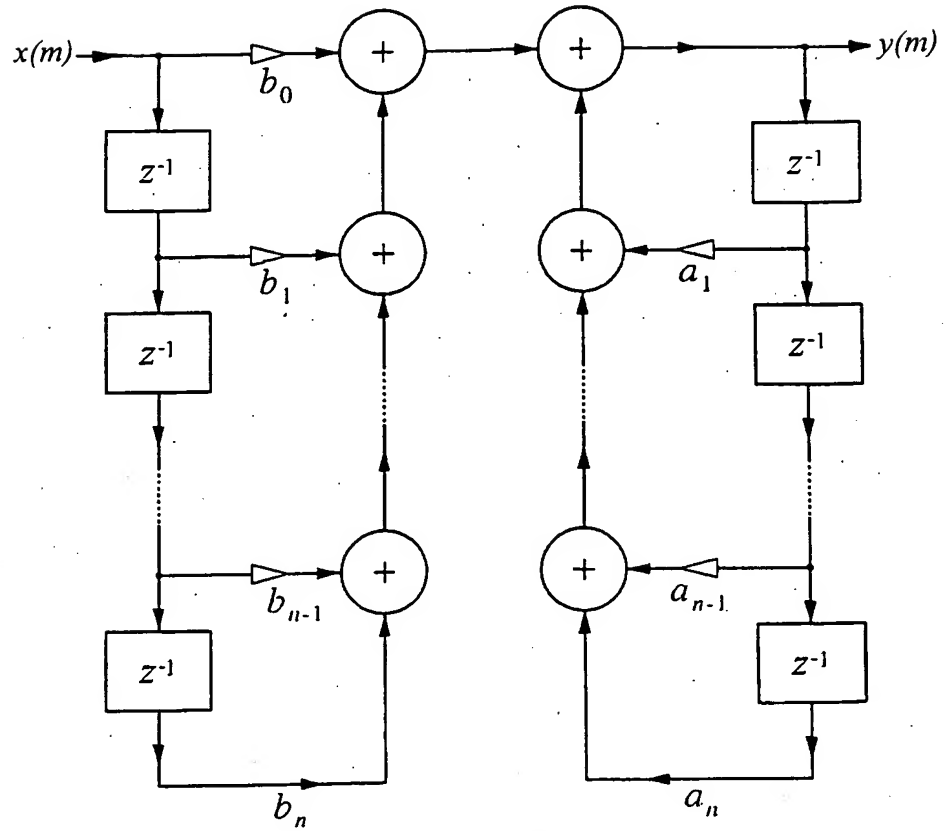 x(m) b₀ + + y(m)
z⁻¹ z⁻¹
b₁ + + a₁
z⁻¹ z⁻¹
bₙ₋₁ + + aₙ₋₁
z⁻¹ z⁻¹
bₙ aₙ